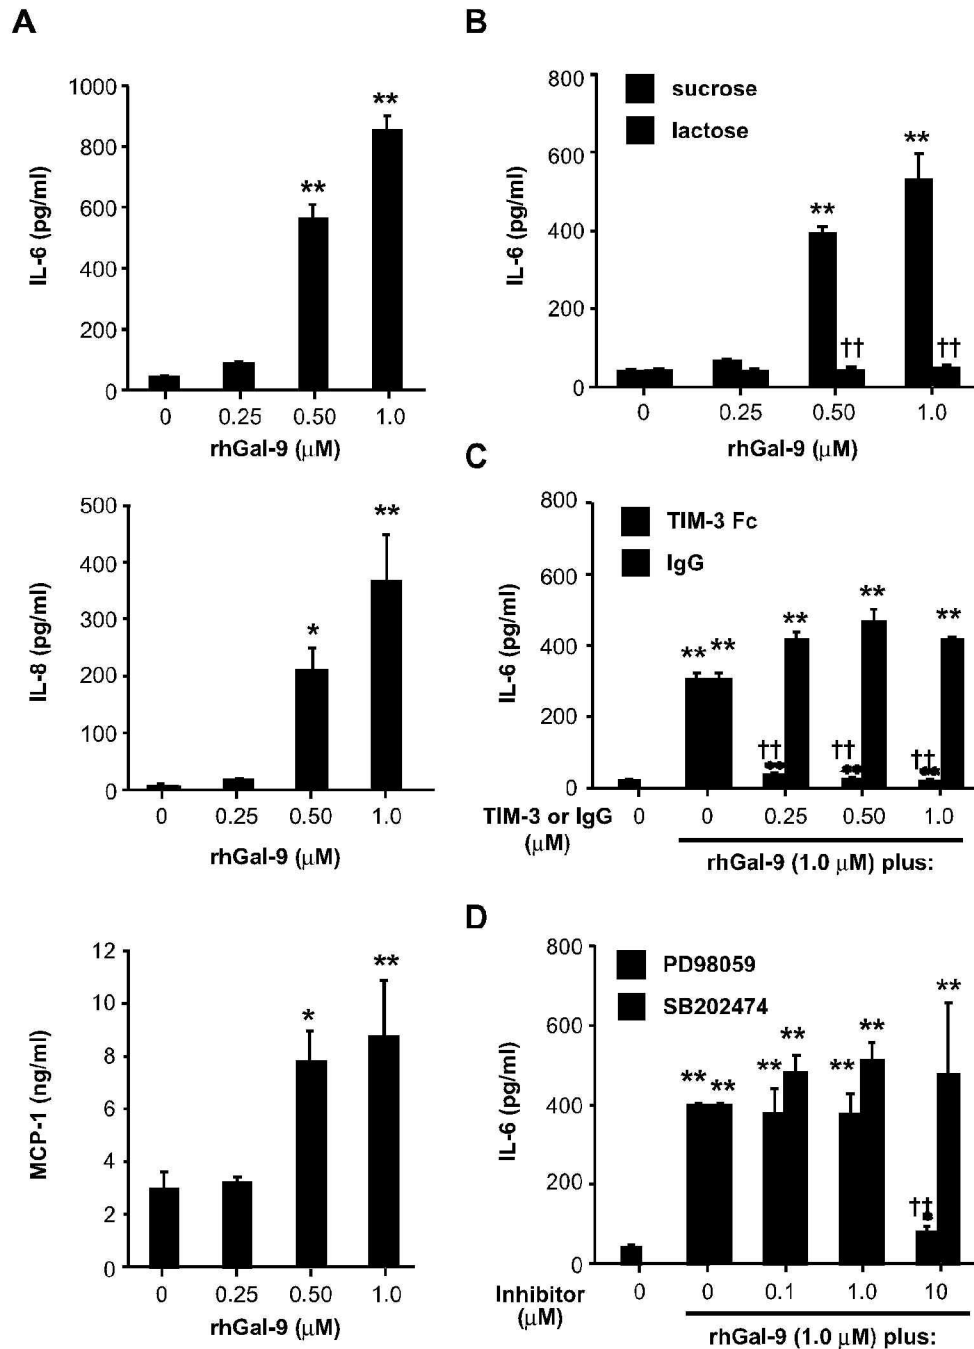 A
1000
800
600
400
200
0
IL-6 (pg/ml)
**
**
0 0.25 0.50 1.0
rhGal-9 (μM)
500
400
300
200
100
0
IL-8 (pg/ml)
*
**
0 0.25 0.50 1.0
rhGal-9 (μM)
12
10
8
6
4
2
0
MCP-1 (ng/ml)
*
**
0 0.25 0.50 1.0
rhGal-9 (μM)
B
800
600
400
200
0
IL-6 (pg/ml)
sucrose
lactose
**
††
**
††
0 0.25 0.50 1.0
rhGal-9 (μM)
C
800
600
400
200
0
IL-6 (pg/ml)
TIM-3 Fc
IgG
** **
††
**
**
††
**
**
††
**
**
0 0 0.25 0.50 1.0
TIM-3 or IgG
(μM)
rhGal-9 (1.0 μM) plus:
D
800
600
400
200
0
IL-6 (pg/ml)
PD98059
SB202474
** **
** **
** **
††
*
**
0 0 0.1 1.0 10
Inhibitor
(μM)
rhGal-9 (1.0 μM) plus: